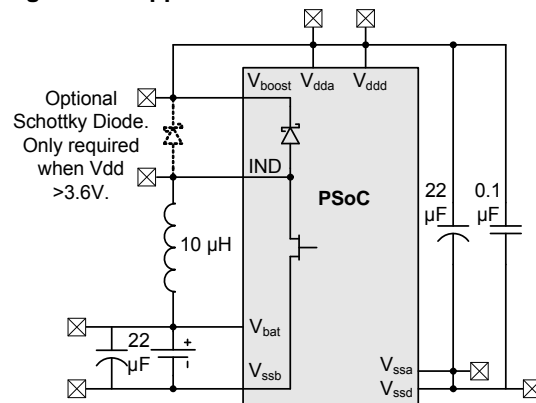 Optional
Schottky Diode.
Only required
when Vdd
>3.6V.
Vboost
Vdda
Vddd
IND
PSoC
22
µF
0.1
µF
10 µH
Vbat
22
µF
+
-
Vssb
Vssa
Vssd